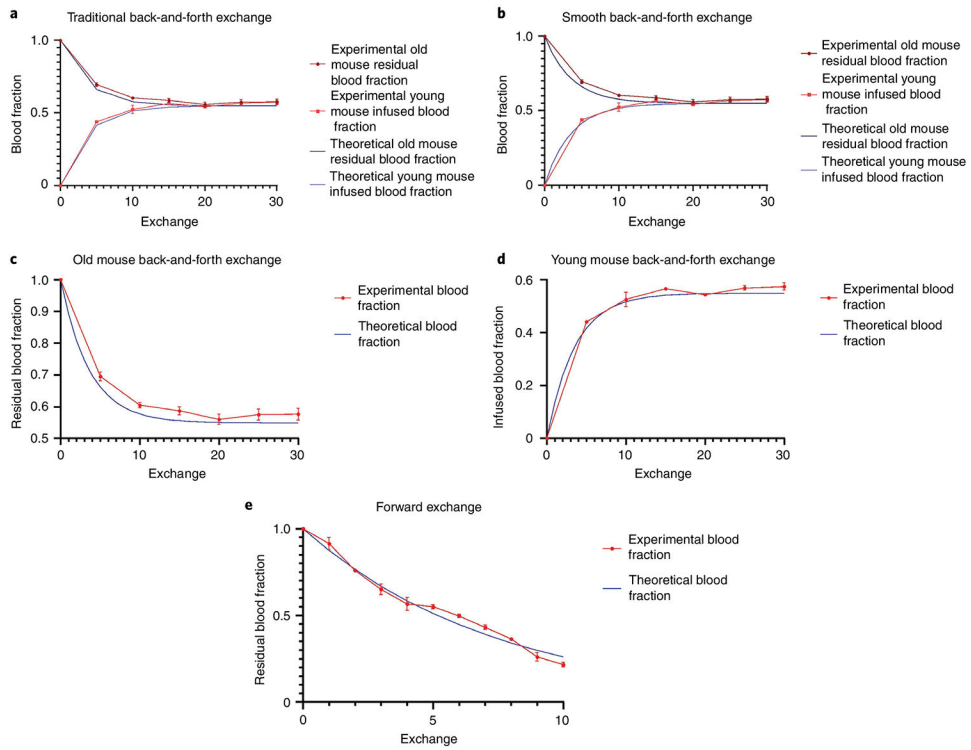 a
Traditional back-and-forth exchange
1.0
0.5
0
Blood fraction
0
10
20
30
Exchange
Experimental old
mouse residual
blood fraction
Experimental young
mouse infused blood
fraction
Theoretical old mouse
residual blood fraction
Theoretical young mouse
infused blood fraction
b
Smooth back-and-forth exchange
1.0
0.5
0
Blood fraction
0
10
20
30
Exchange
Experimental old mouse
residual blood fraction
Experimental young
mouse infused blood
fraction
Theoretical old mouse
residual blood fraction
Theoretical young mouse
infused blood fraction
c
Old mouse back-and-forth exchange
1.0
0.9
0.8
0.7
0.6
0.5
Residual blood fraction
0
10
20
30
Exchange
Experimental blood
fraction
Theoretical blood
fraction
d
Young mouse back-and-forth exchange
0.6
0.4
0.2
0
Infused blood fraction
0
10
20
30
Exchange
Experimental blood
fraction
Theoretical blood
fraction
e
Forward exchange
1.0
0.5
0
Residual blood fraction
0
5
10
Exchange
Experimental blood
fraction
Theoretical blood
fraction